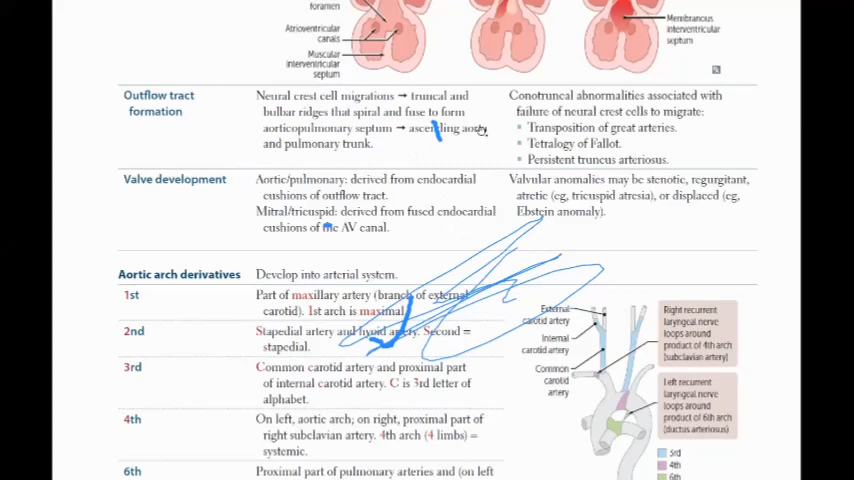 foramen
Atrioventricular
canals
Muscular
interventricular
septum
Membranous
interventricular
septum
Outflow tract
formation
Neural crest cell migrations → truncal and
bulbar ridges that spiral and fuse to form
aorticopulmonary septum → ascending aorta
and pulmonary trunk.
Conotruncal abnormalities associated with
failure of neural crest cells to migrate:
Transposition of great arteries.
Tetralogy of Fallot.
Persistent truncus arteriosus.
Valve development
Aortic/pulmonary: derived from endocardial
cushions of outflow tract.
Mitral/tricuspid: derived from fused endocardial
cushions of the AV canal.
Valvular anomalies may be stenotic, regurgitant,
atretic (eg, tricuspid atresia), or displaced (eg,
Ebstein anomaly).
Aortic arch derivatives
Develop into arterial system.
1st
Part of maxillary artery (branch of external
carotid). 1st arch is maximal.
2nd
Stapedial artery and hyoid artery. Second =
stapedial.
3rd
Common carotid artery and proximal part
of internal carotid artery. C is 3rd letter of
alphabet.
4th
On left, aortic arch; on right, proximal part of
right subclavian artery. 4th arch (4 limbs) =
systemic.
6th
Proximal part of pulmonary arteries and (on left
External
carotid artery
Internal
carotid artery
Common
carotid
artery
Right recurrent
laryngeal nerve
loops around
product of 4th arch
(subclavian artery)
Left recurrent
laryngeal nerve
loops around
product of 6th arch
(ductus arteriosus)
3rd
4th
6th